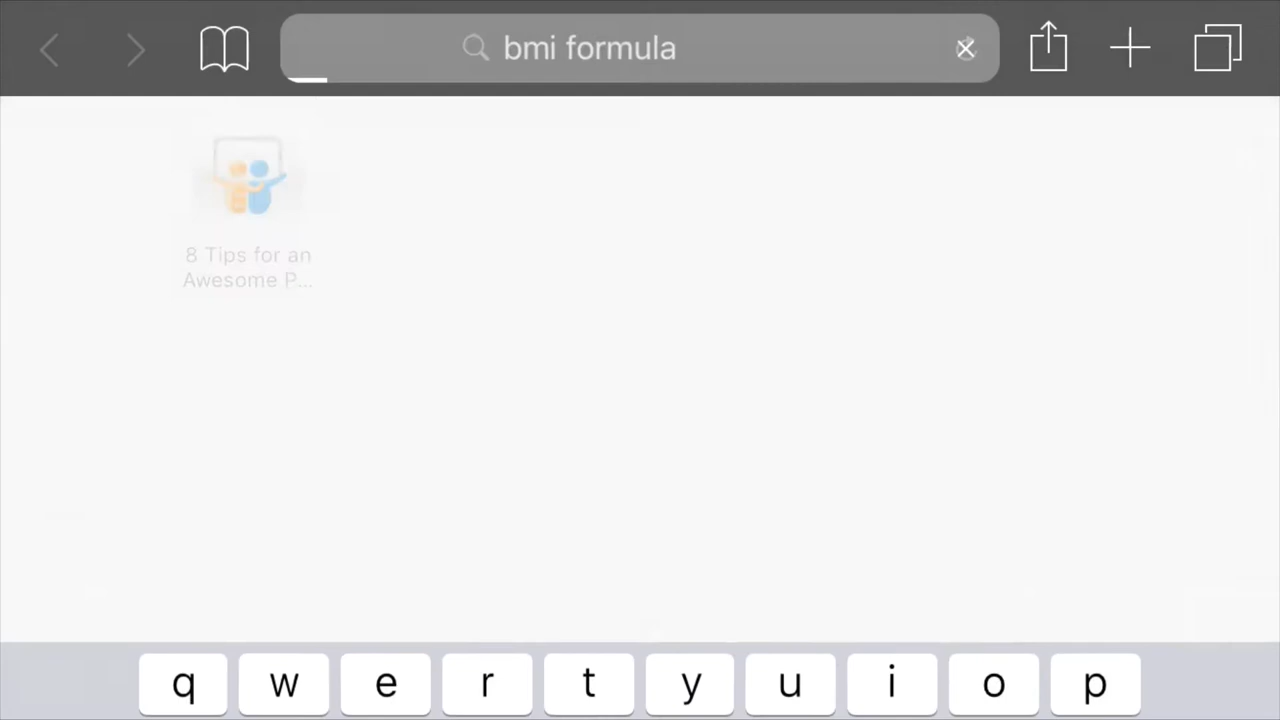 bmi formula
8 Tips for an
Awesome P...
q w e r t y u i o p